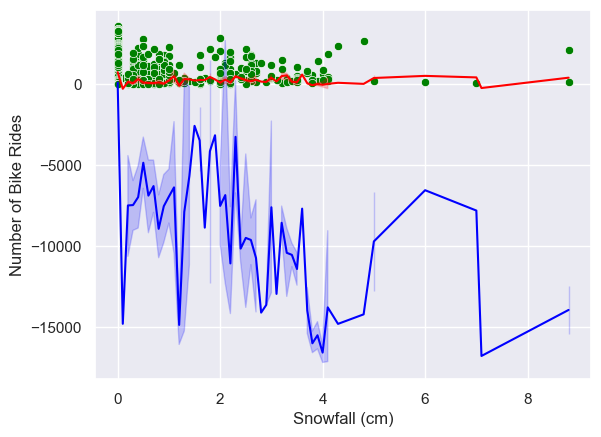 0
−5000
−10000
−15000
Number of Bike Rides
0 2 4 6 8
Snowfall (cm)